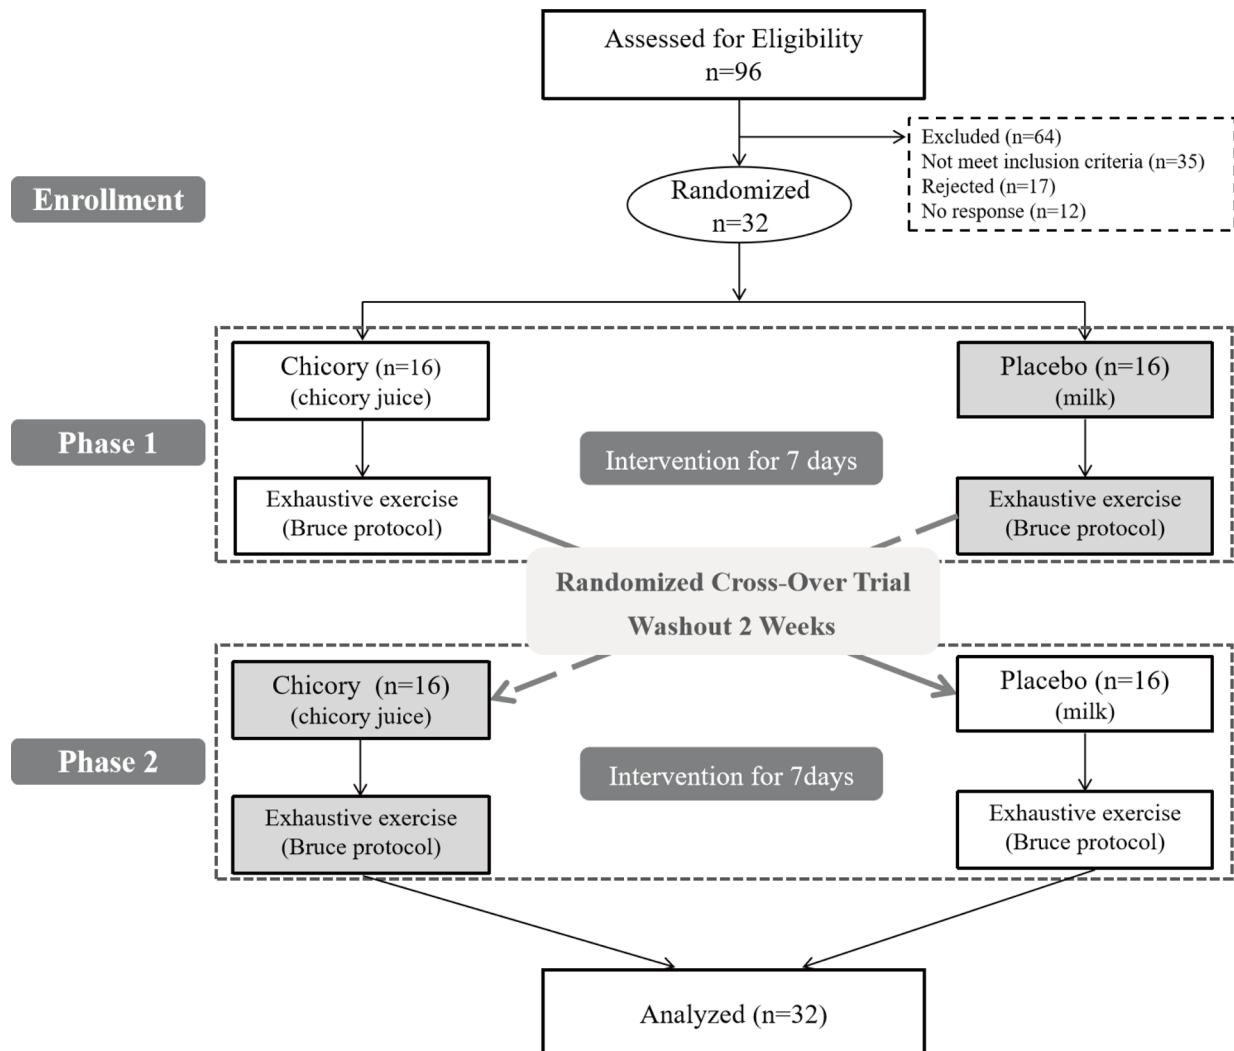 Assessed for Eligibility
n=96
Excluded (n=64)
Not meet inclusion criteria (n=35)
Rejected (n=17)
No response (n=12)
Enrollment
Randomized
n=32
Chicory (n=16)
(chicory juice)
Placebo (n=16)
(milk)
Phase 1
Intervention for 7 days
Exhaustive exercise
(Bruce protocol)
Exhaustive exercise
(Bruce protocol)
Randomized Cross-Over Trial
Washout 2 Weeks
Chicory (n=16)
(chicory juice)
Placebo (n=16)
(milk)
Phase 2
Intervention for 7days
Exhaustive exercise
(Bruce protocol)
Exhaustive exercise
(Bruce protocol)
Analyzed (n=32)